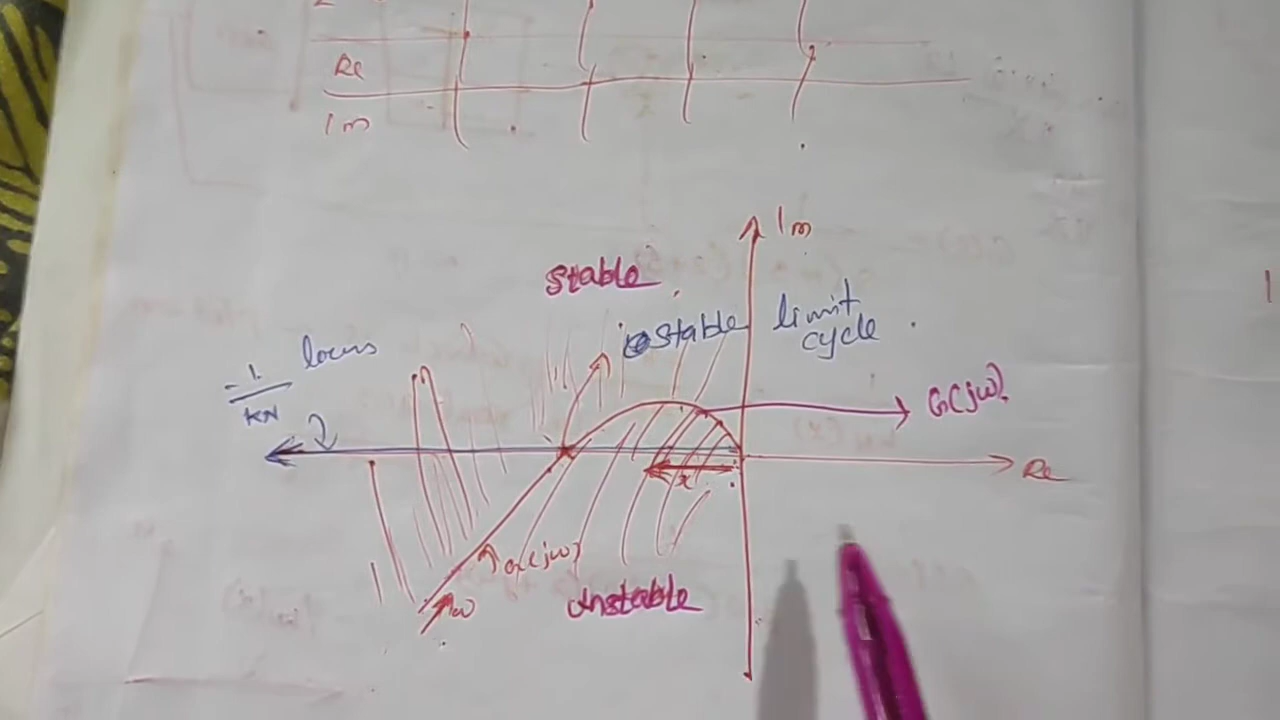 Re
Im
Im
Stable
Stable limit
cycle
-1/KN locus
G(jω)
x
Re
G(jω)
ω
Unstable